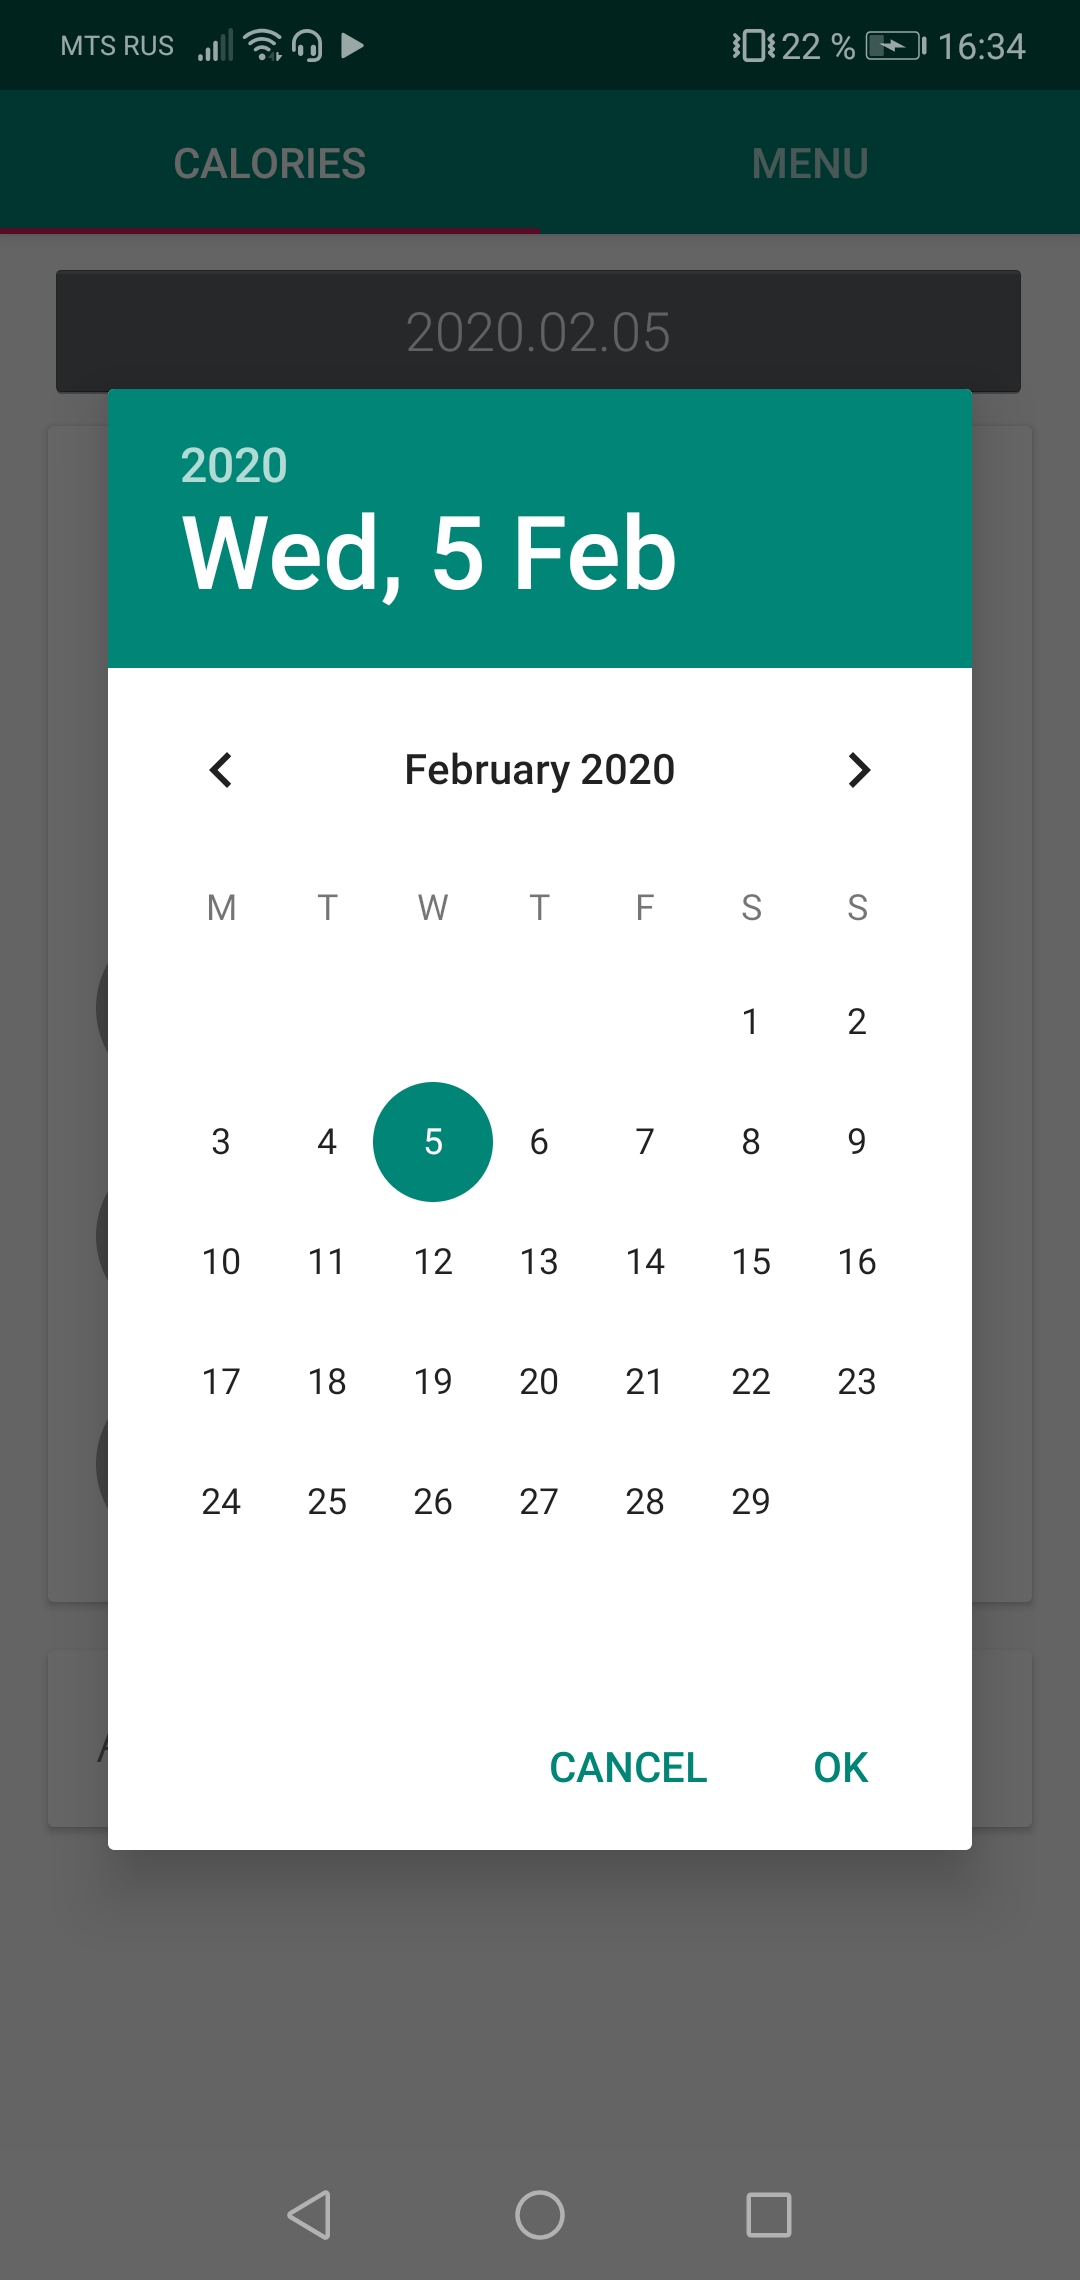 MTS RUS 22 % 16:34
CALORIES MENU
2020.02.05
2020
Wed, 5 Feb
February 2020
M T W T F S S
1 2
3 4 5 6 7 8 9
10 11 12 13 14 15 16
17 18 19 20 21 22 23
24 25 26 27 28 29
CANCEL OK